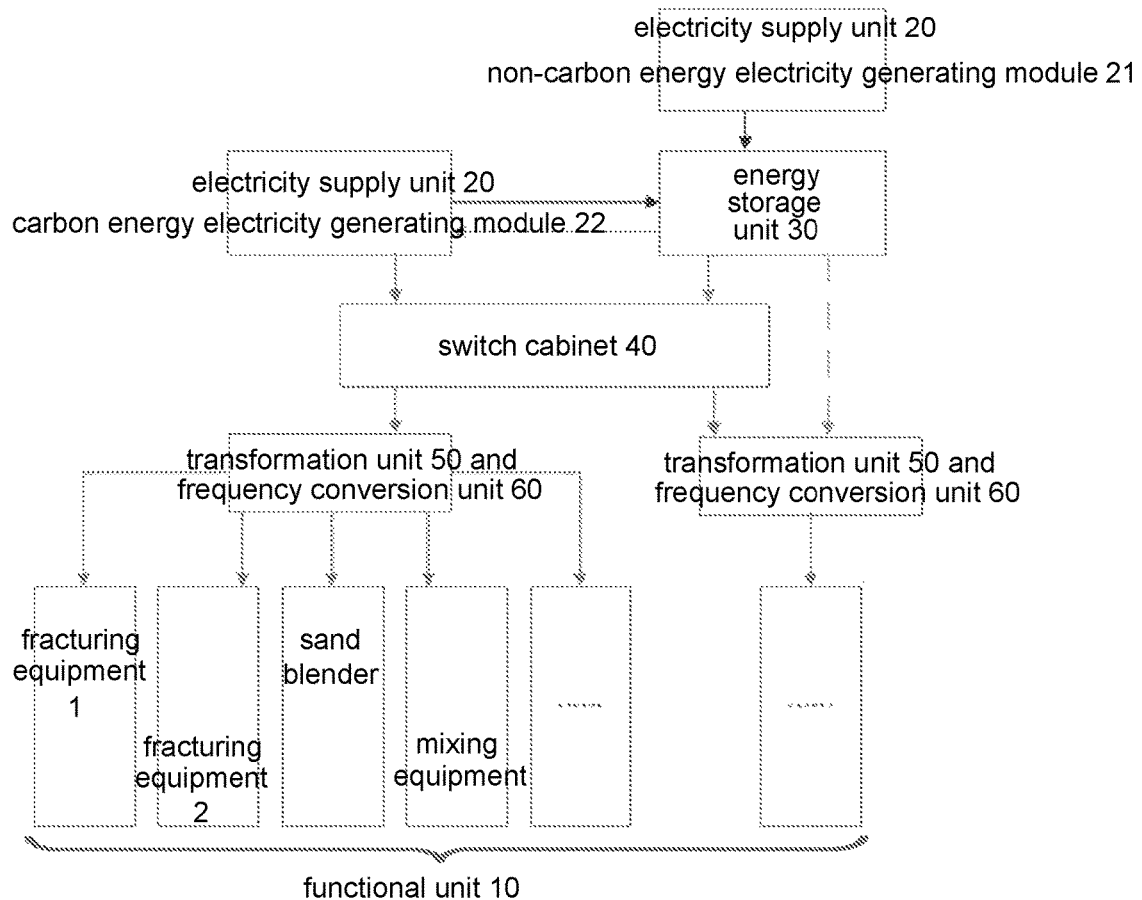 electricity supply unit 20
non-carbon energy electricity generating module 21
electricity supply unit 20
carbon energy electricity generating module 22
energy
storage
unit 30
switch cabinet 40
transformation unit 50 and
frequency conversion unit 60
transformation unit 50 and
frequency conversion unit 60
fracturing
equipment
1
fracturing
equipment
2
sand
blender
mixing
equipment
functional unit 10